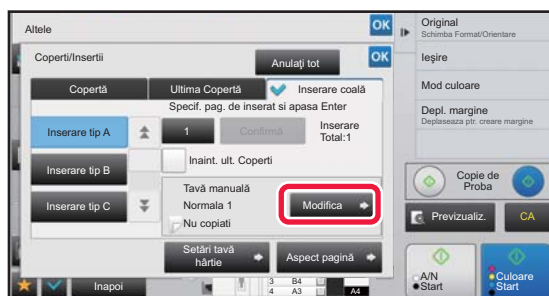 Altele
OK
Coperti/Insertii
Anulați tot
OK
Copertă
Ultima Copertă
Inserare coală
Specif. pag. de inserat si apasa Enter
Inserare tip A
1
Confirmă
Inserare
Total:1
Inserare tip B
Inaint. ult. Coperti
Inserare tip C
Tavă manuală
Normala 1
Nu copiati
Modifica
Setări tavă
hârtie
Aspect pagină
Inapoi
3 B4
4 A3
A4
Original
Schimba Format/Orientare
Ieşire
Mod culoare
Depl. margine
Deplaseaza ptr. creare margine
Copie de
Proba
Previzualiz.
CA
A/N
Start
Culoare
Start